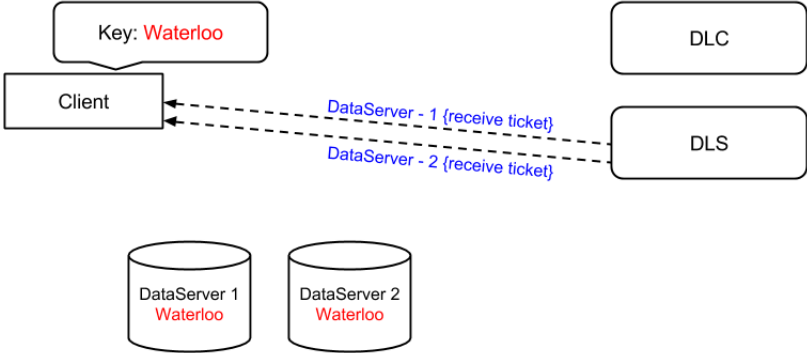 Key: Waterloo
DLC
Client
DataServer - 1 {receive ticket}
DataServer - 2 {receive ticket}
DLS
DataServer 1
Waterloo
DataServer 2
Waterloo